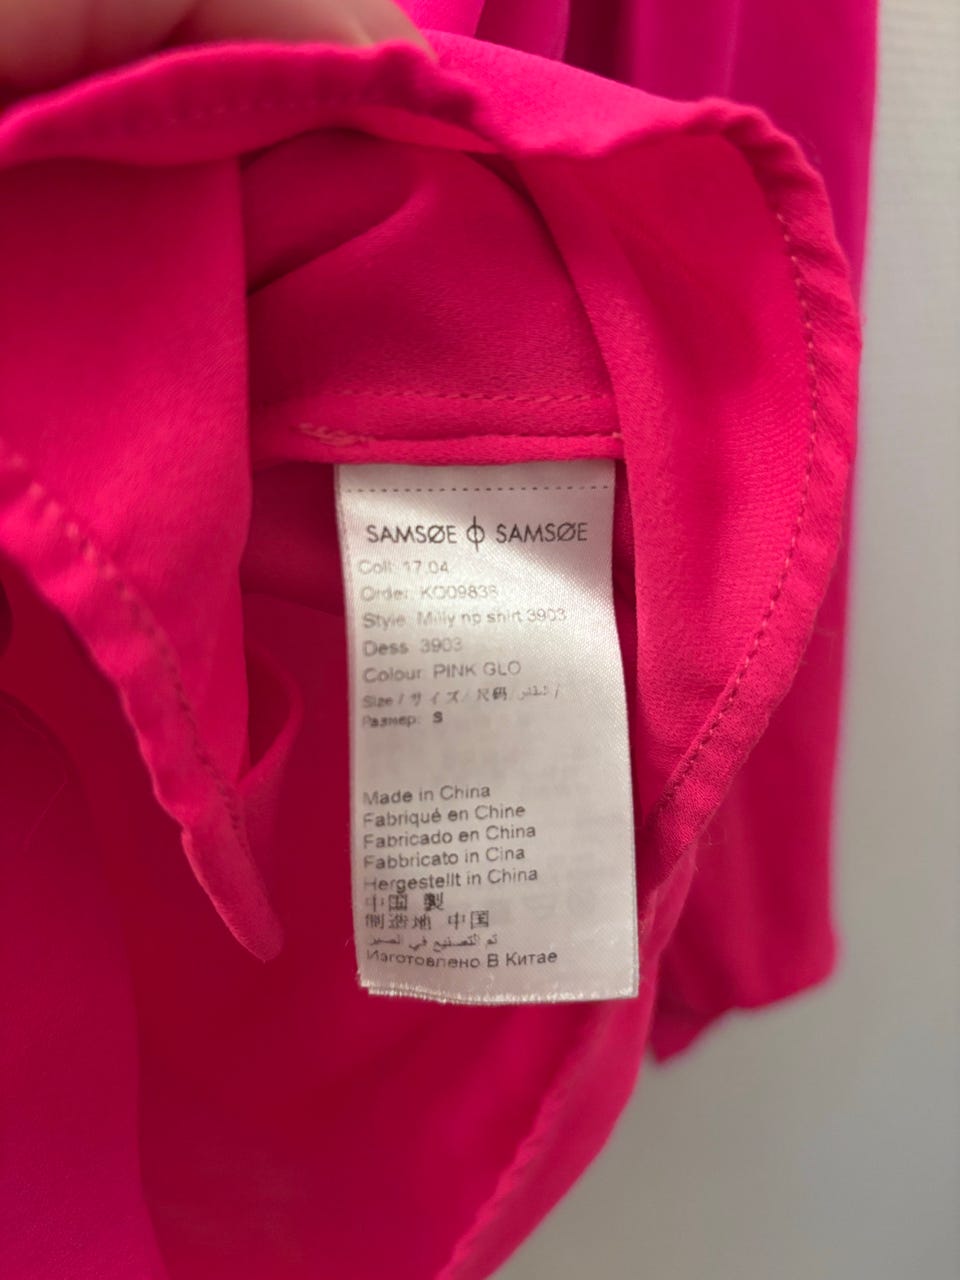 SAMSØE ϕ SAMSØE
Coll: 17.04
Order: KO09838
Style: Milly np shirt 3903
Dess: 3903
Colour: PINK GLO
Size / サイズ / 尺码 /
Размер: S
Made in China
Fabriqué en Chine
Fabricado en China
Fabbricato in Cina
Hergestellt in China
中国 製
制造地 中国
تم التصنيع في الصين
Изготовлено В Китае